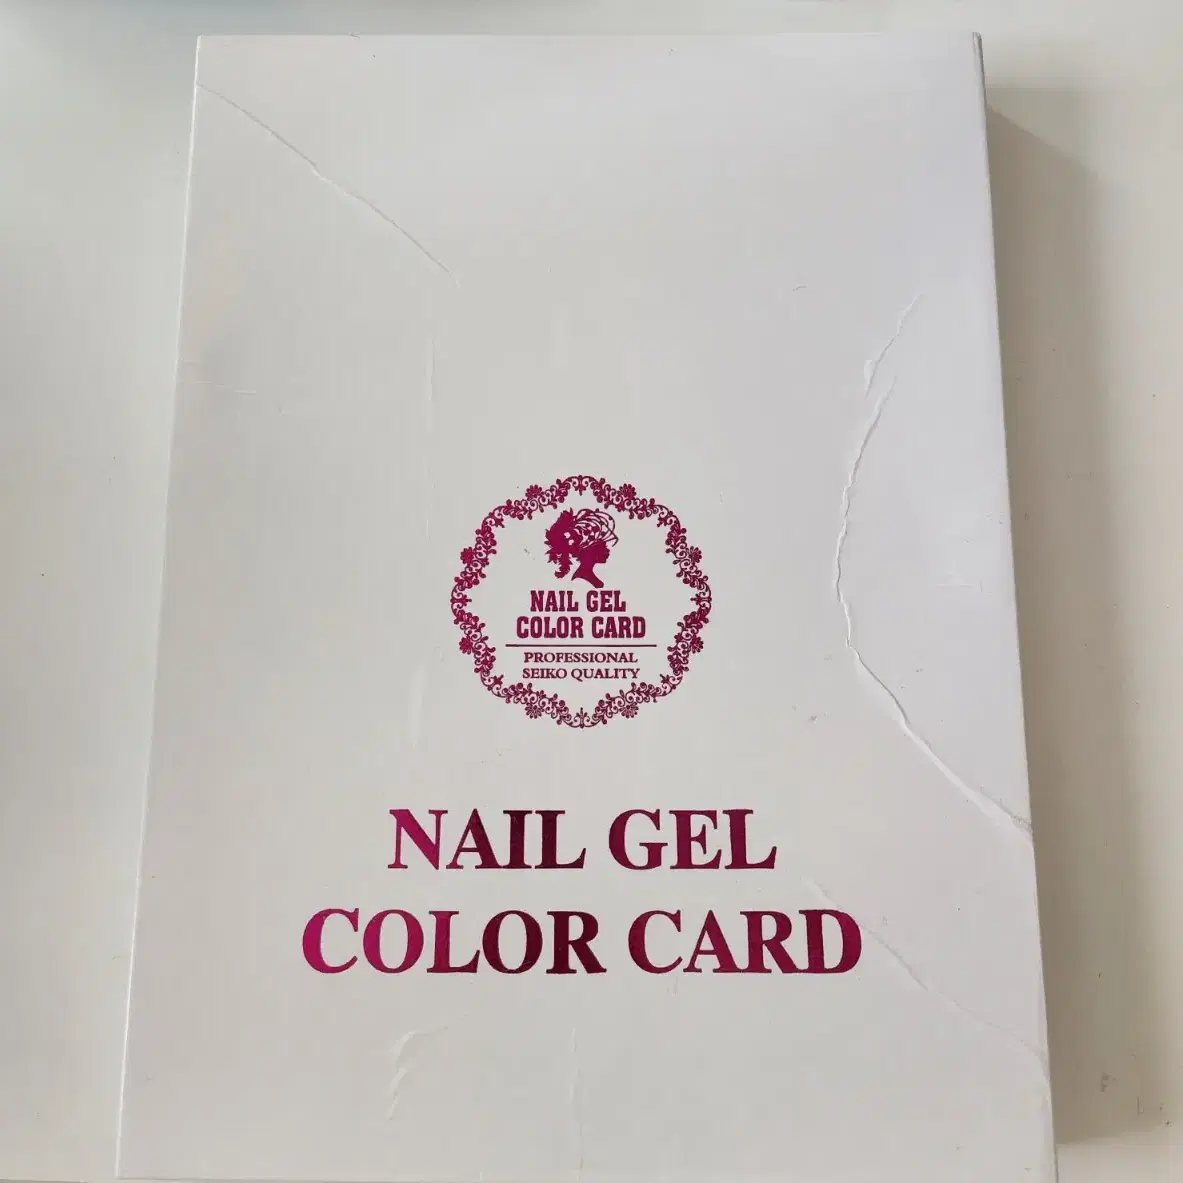 NAIL GEL
COLOR CARD
PROFESSIONAL
SEIKO QUALITY
NAIL GEL
COLOR CARD